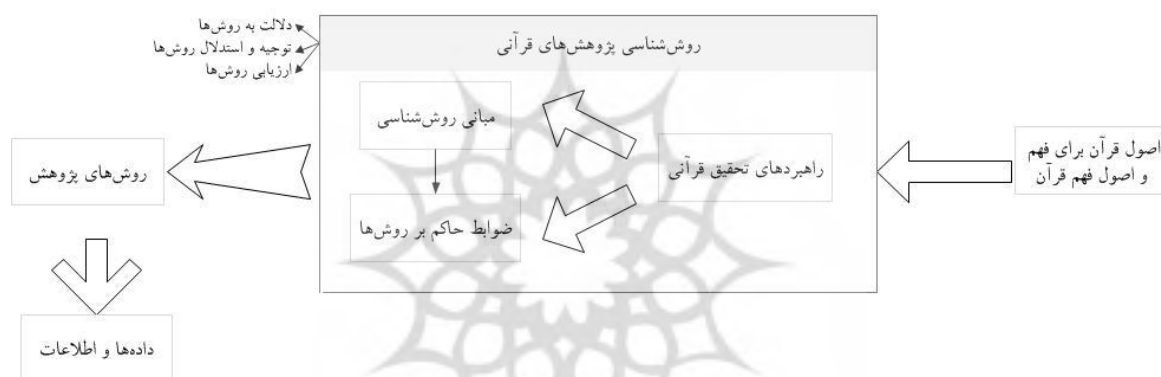 روش‌شناسی پژوهش‌های قرآنی
دلالت به روش‌ها
توجیه و استدلال روش‌ها
ارزیابی روش‌ها
اصول قرآن برای فهم
و اصول فهم قرآن
راهبردهای تحقیق قرآنی
مبانی روش‌شناسی
ضوابط حاکم بر روش‌ها
روش‌های پژوهش
داده‌ها و اطلاعات